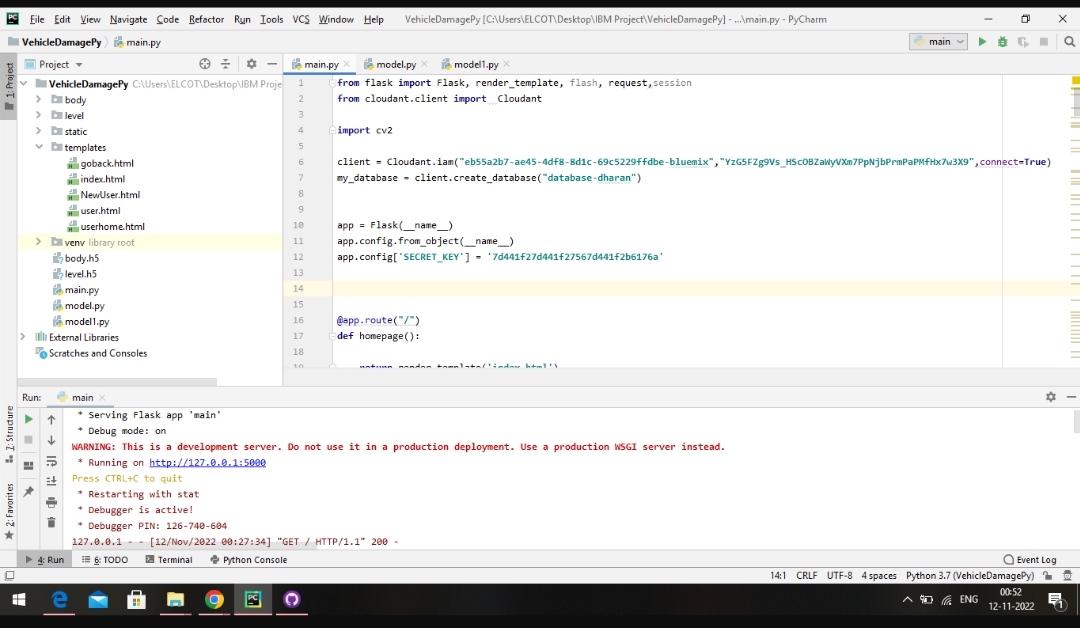 File Edit View Navigate Code Refactor Run Tools VCS Window Help VehicleDamagePy [C:\Users\ELCOT\Desktop\IBM Project\VehicleDamagePy] - ...\main.py - PyCharm
VehicleDamagePy main.py main
Project
main.py model.py model1.py
1: Project
VehicleDamagePy C:\Users\ELCOT\Desktop\IBM Proje
body
level
static
templates
goback.html
index.html
NewUser.html
user.html
userhome.html
venv library root
body.h5
level.h5
main.py
model.py
model1.py
External Libraries
Scratches and Consoles
1 from flask import Flask, render_template, flash, request,session
2 from cloudant.client import Cloudant
3
4 import cv2
5
6 client = Cloudant.iam("eb55a2b7-ae45-4df8-8d1c-69c5229ffdbe-bluemix","YzG5FZg9Vs_HScOBZaWyVXm7PpNjbPrmPaPMfHx7w3X9",connect=True)
7 my_database = client.create_database("database-dharan")
8
9
10 app = Flask(__name__)
11 app.config.from_object(__name__)
12 app.config['SECRET_KEY'] = '7d441f27d441f27567d441f2b6176a'
13
14
15
16 @app.route("/")
17 def homepage():
18
19 return render_template('index.html')
Run: main
* Serving Flask app 'main'
* Debug mode: on
WARNING: This is a development server. Do not use it in a production deployment. Use a production WSGI server instead.
* Running on http://127.0.0.1:5000
Press CTRL+C to quit
* Restarting with stat
* Debugger is active!
* Debugger PIN: 126-740-604
127.0.0.1 - - [12/Nov/2022 00:27:34] "GET / HTTP/1.1" 200 -
7: Structure
2: Favorites
4: Run 6: TODO Terminal Python Console Event Log
14:1 CRLF UTF-8 4 spaces Python 3.7 (VehicleDamagePy)
ENG 00:52
12-11-2022
1